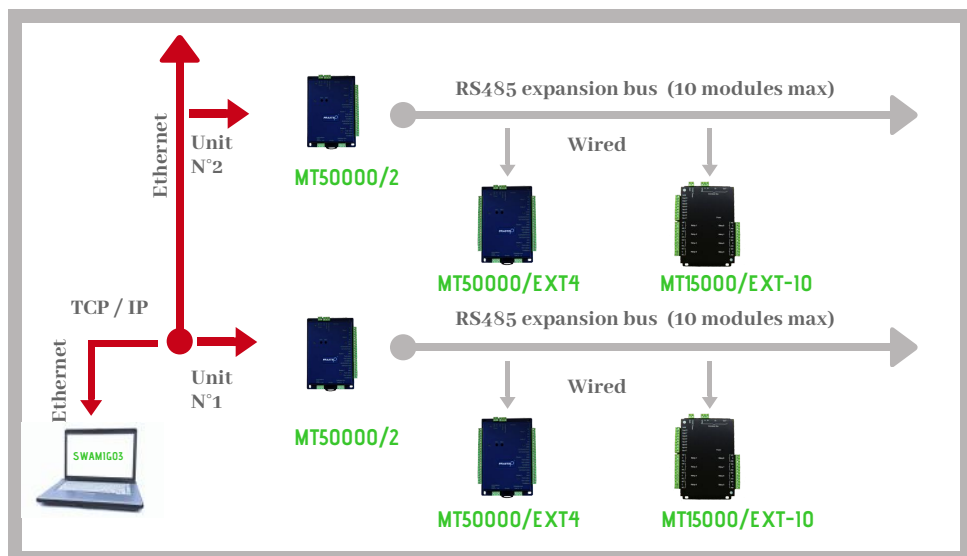 RS485 expansion bus (10 modules max)
Ethernet
Unit
N°2
Wired
MT50000/2
MT50000/EXT4
MT15000/EXT-10
TCP / IP
RS485 expansion bus (10 modules max)
Ethernet
Unit
N°1
Wired
MT50000/2
SWAM1G03
MT50000/EXT4
MT15000/EXT-10